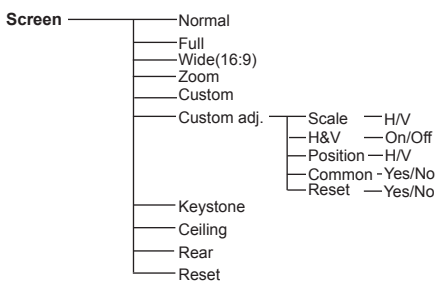 Screen Normal
Full
Wide(16:9)
Zoom
Custom
Custom adj. Scale H/V
H&V On/Off
Position H/V
Common Yes/No
Reset Yes/No
Keystone
Ceiling
Rear
Reset